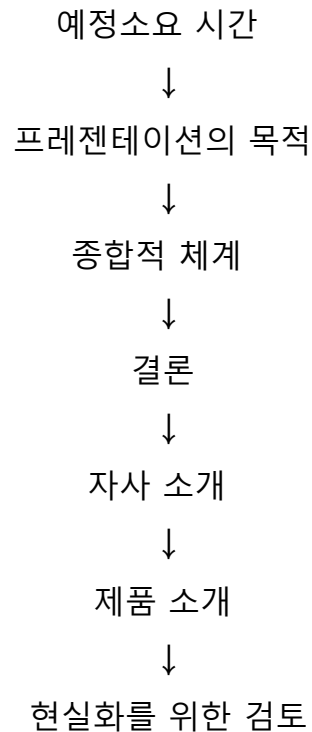 예정소요 시간
↓
프레젠테이션의 목적
↓
종합적 체계
↓
결론
↓
자사 소개
↓
제품 소개
↓
현실화를 위한 검토